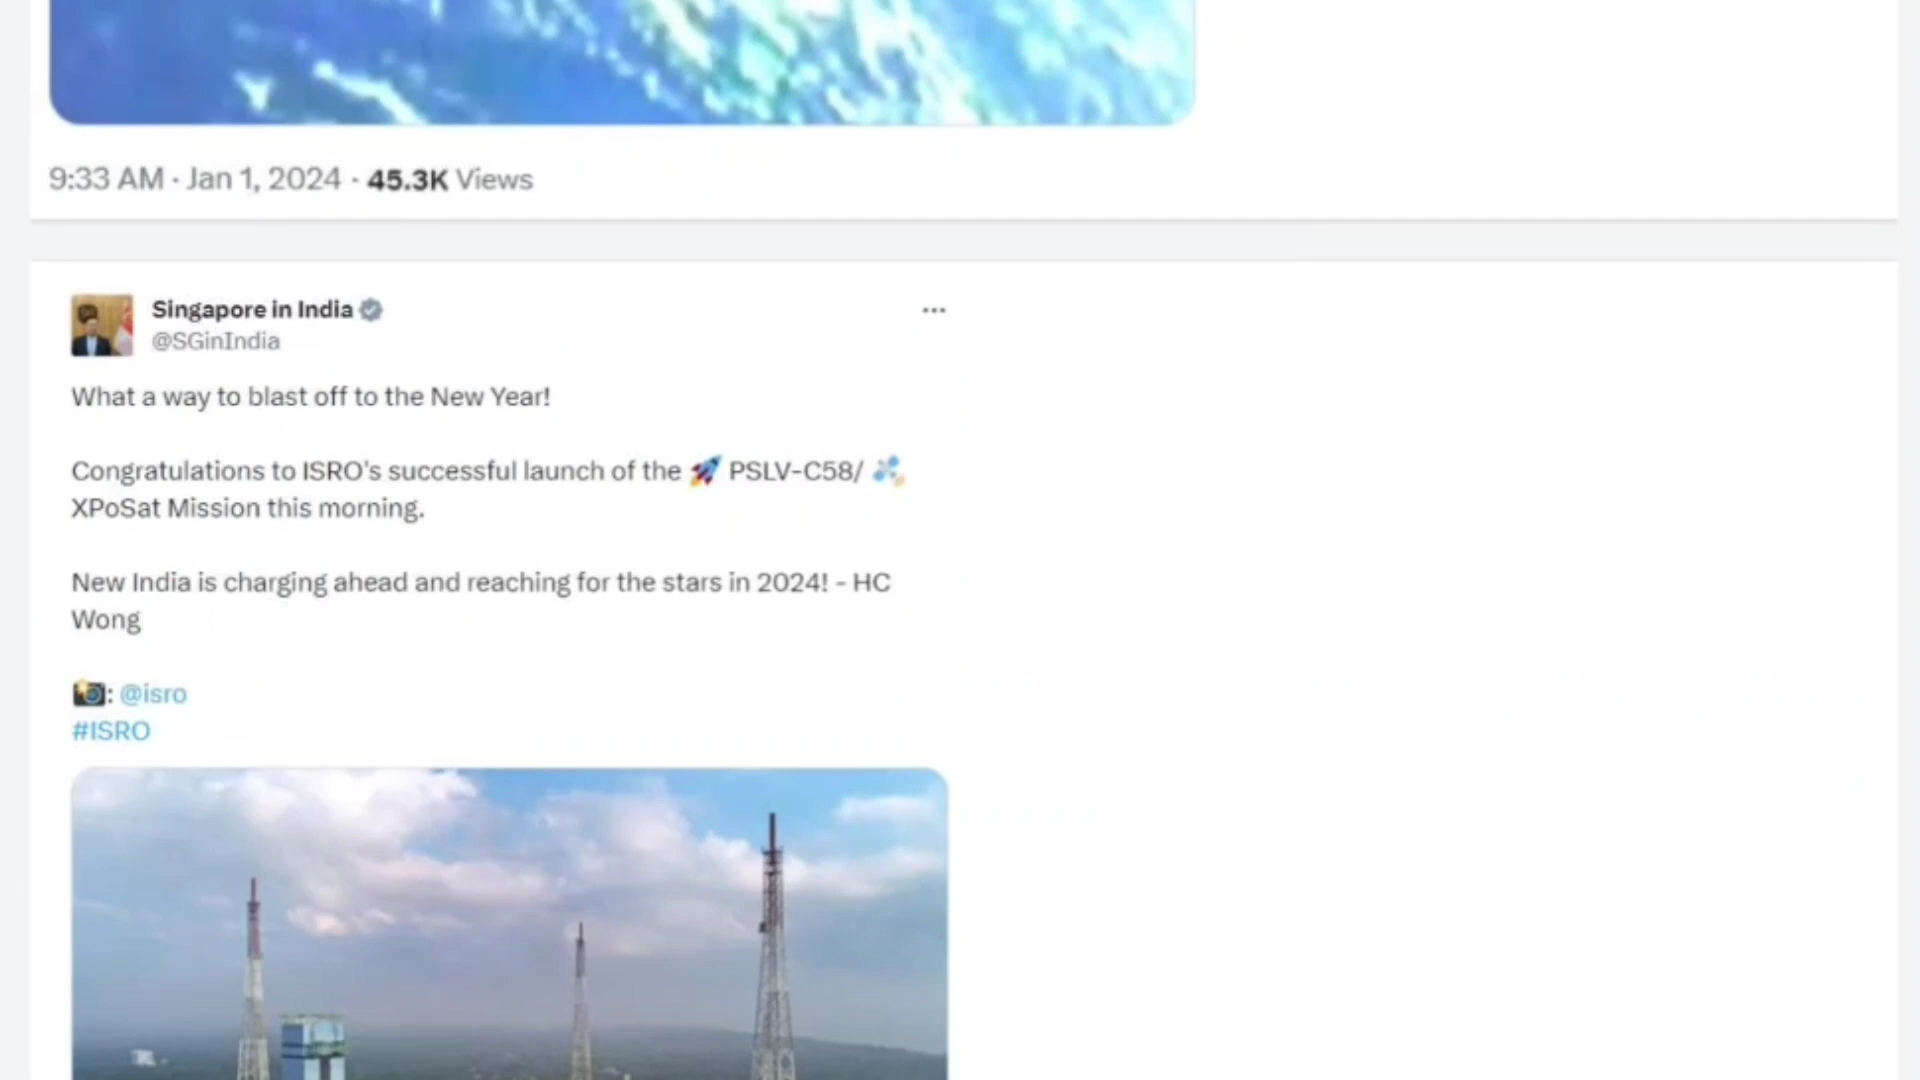 9:33 AM · Jan 1, 2024 · 45.3K Views
Singapore in India
@SGinIndia
What a way to blast off to the New Year!
Congratulations to ISRO's successful launch of the 🚀 PSLV-C58/ 🛰️
XPoSat Mission this morning.
New India is charging ahead and reaching for the stars in 2024! - HC
Wong
📸: @isro
#ISRO